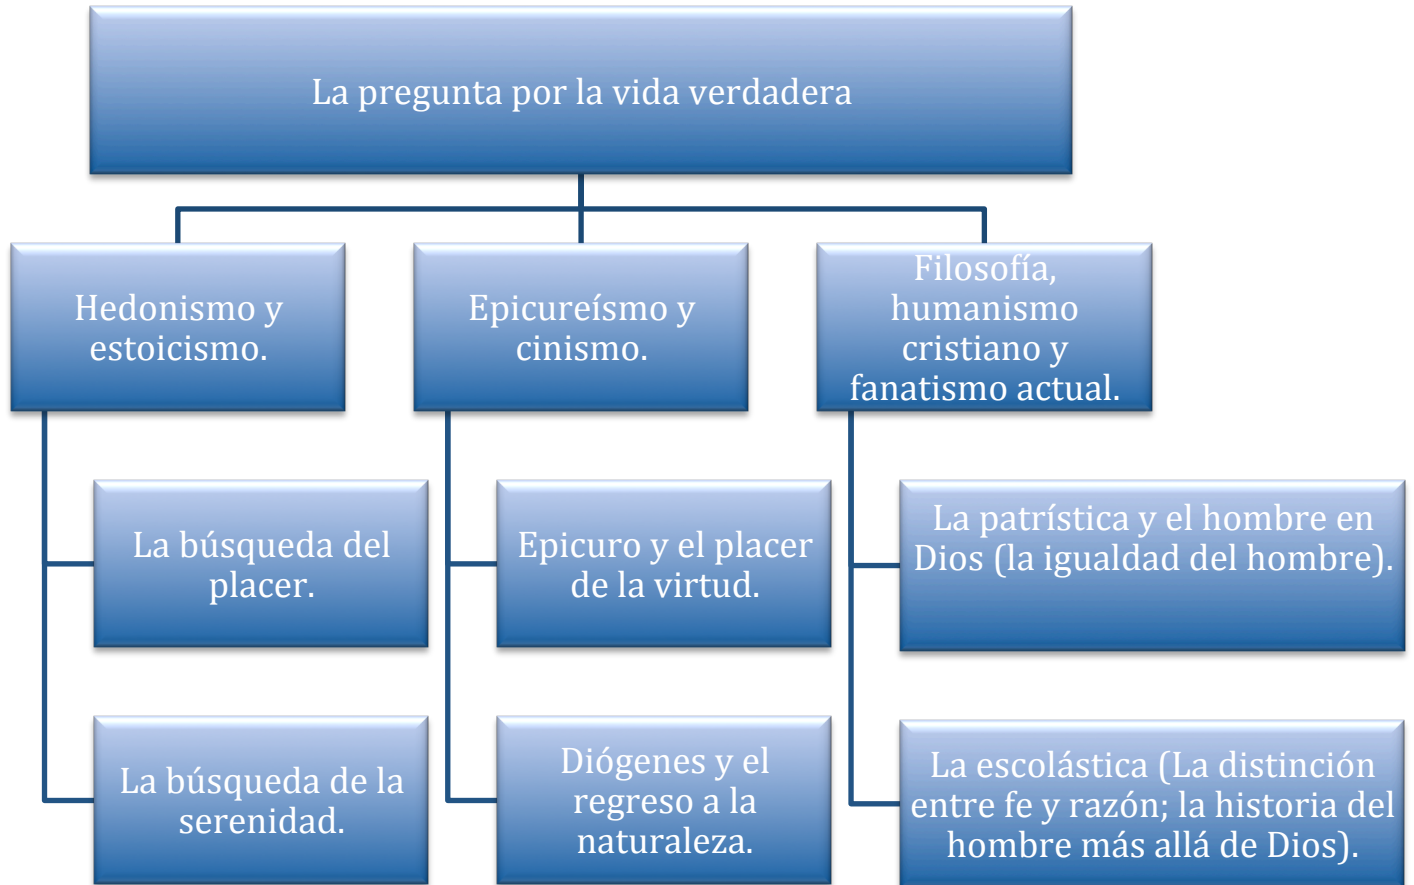 La pregunta por la vida verdadera
Hedonismo y
estoicismo.
La búsqueda del
placer.
La búsqueda de la
serenidad.
Epicureísmo y
cinismo.
Epicuro y el placer
de la virtud.
Diógenes y el
regreso a la
naturaleza.
Filosofía,
humanismo
cristiano y
fanatismo actual.
La patrística y el hombre en
Dios (la igualdad del hombre).
La escolástica (La distinción
entre fe y razón; la historia del
hombre más allá de Dios).